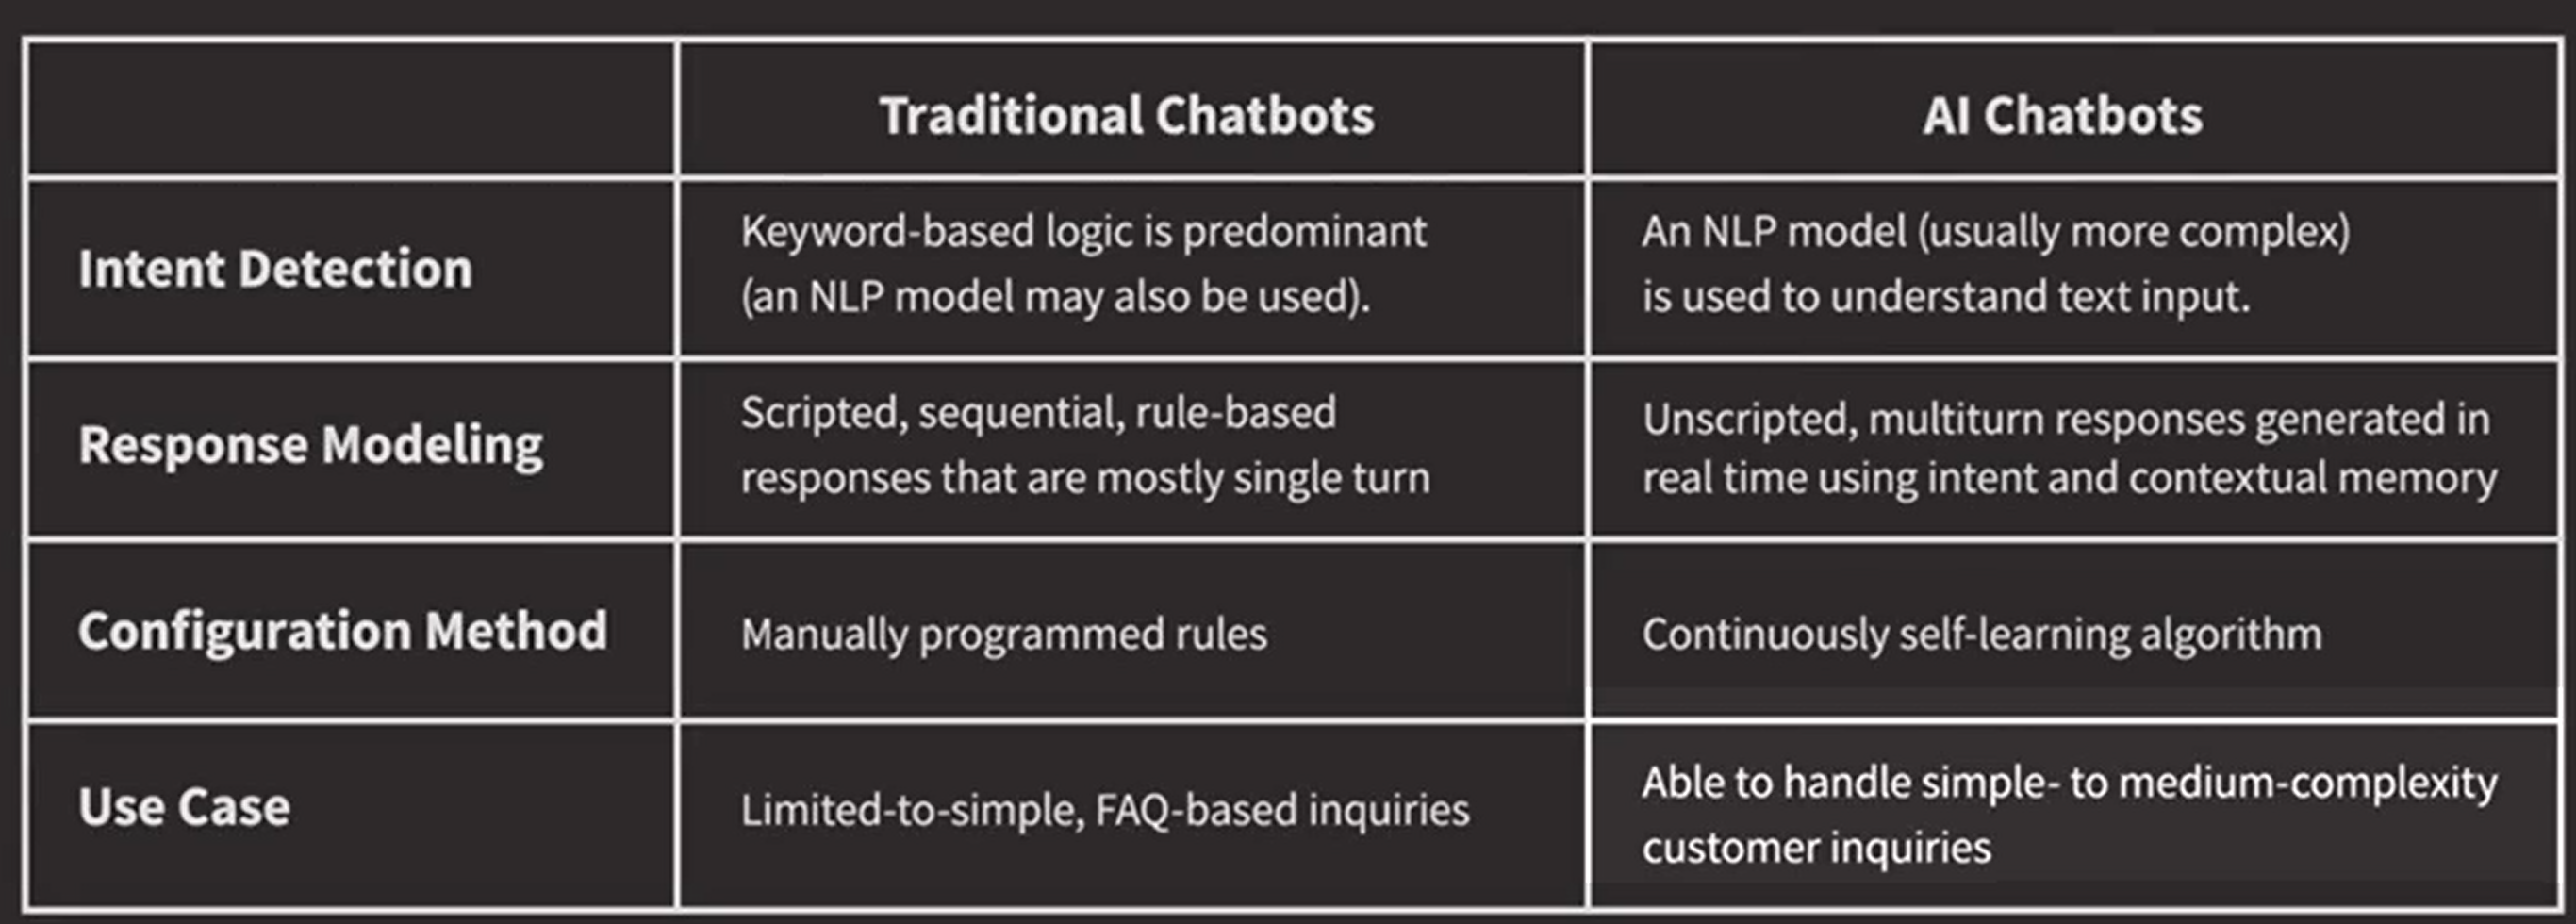 Traditional Chatbots
AI Chatbots
Intent Detection
Keyword-based logic is predominant
(an NLP model may also be used).
An NLP model (usually more complex)
is used to understand text input.
Response Modeling
Scripted, sequential, rule-based
responses that are mostly single turn
Unscripted, multiturn responses generated in
real time using intent and contextual memory
Configuration Method
Manually programmed rules
Continuously self-learning algorithm
Use Case
Limited-to-simple, FAQ-based inquiries
Able to handle simple- to medium-complexity
customer inquiries